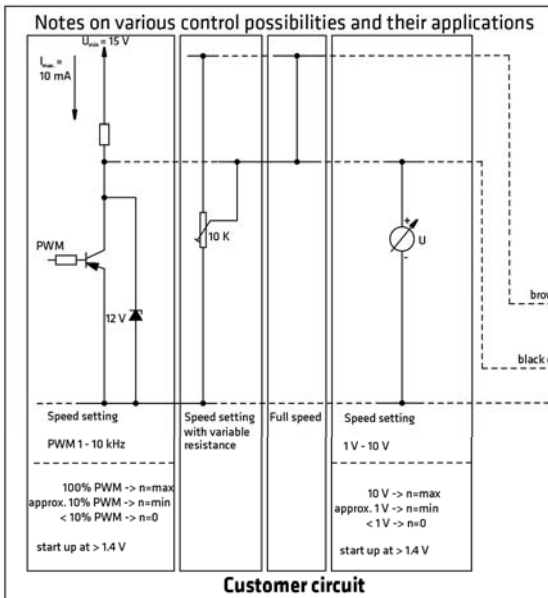 Notes on various control possibilities and their applications
Umin = 15 V
Imax. =
10 mA
PWM
12 V
10 K
+
U
-
brow
black
Speed setting
PWM 1 - 10 kHz
100% PWM -> n=max
approx. 10% PWM -> n=min
< 10% PWM -> n=0
start up at > 1.4 V
Speed setting
with variable
resistance
Full speed
Speed setting
1 V - 10 V
10 V -> n=max
approx. 1 V -> n=min
< 1 V -> n=0
start up at > 1.4 V
Customer circuit